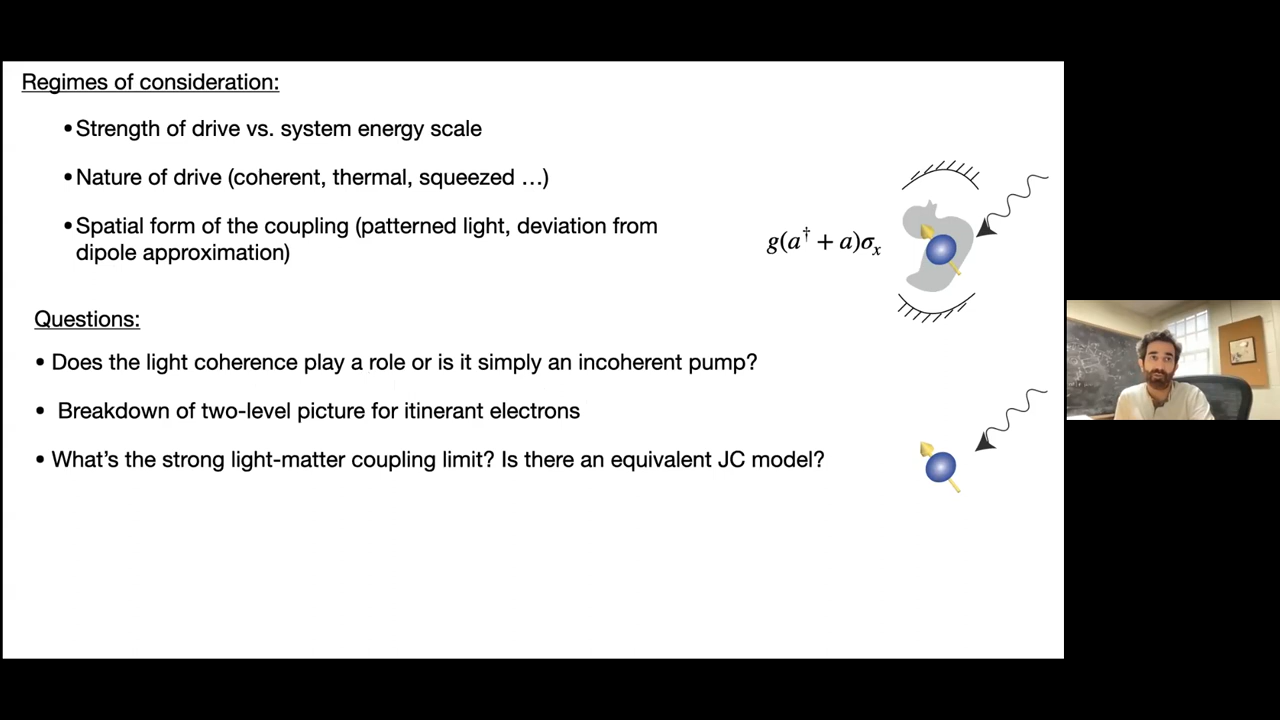 Regimes of consideration:
•Strength of drive vs. system energy scale
•Nature of drive (coherent, thermal, squeezed …)
•Spatial form of the coupling (patterned light, deviation from
dipole approximation)
g(a† + a)σₓ
Questions:
• Does the light coherence play a role or is it simply an incoherent pump?
• Breakdown of two-level picture for itinerant electrons
• What’s the strong light-matter coupling limit? Is there an equivalent JC model?